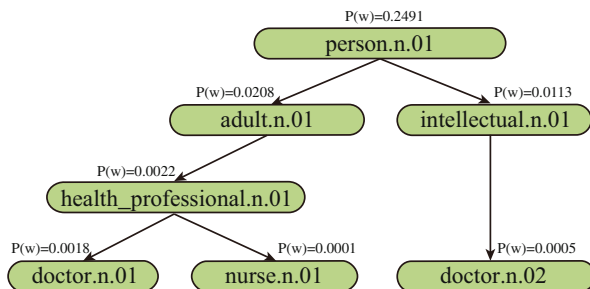 P(w)=0.2491
person.n.01
P(w)=0.0208
P(w)=0.0113
adult.n.01
intellectual.n.01
P(w)=0.0022
health_professional.n.01
P(w)=0.0018
P(w)=0.0001
P(w)=0.0005
doctor.n.01
nurse.n.01
doctor.n.02